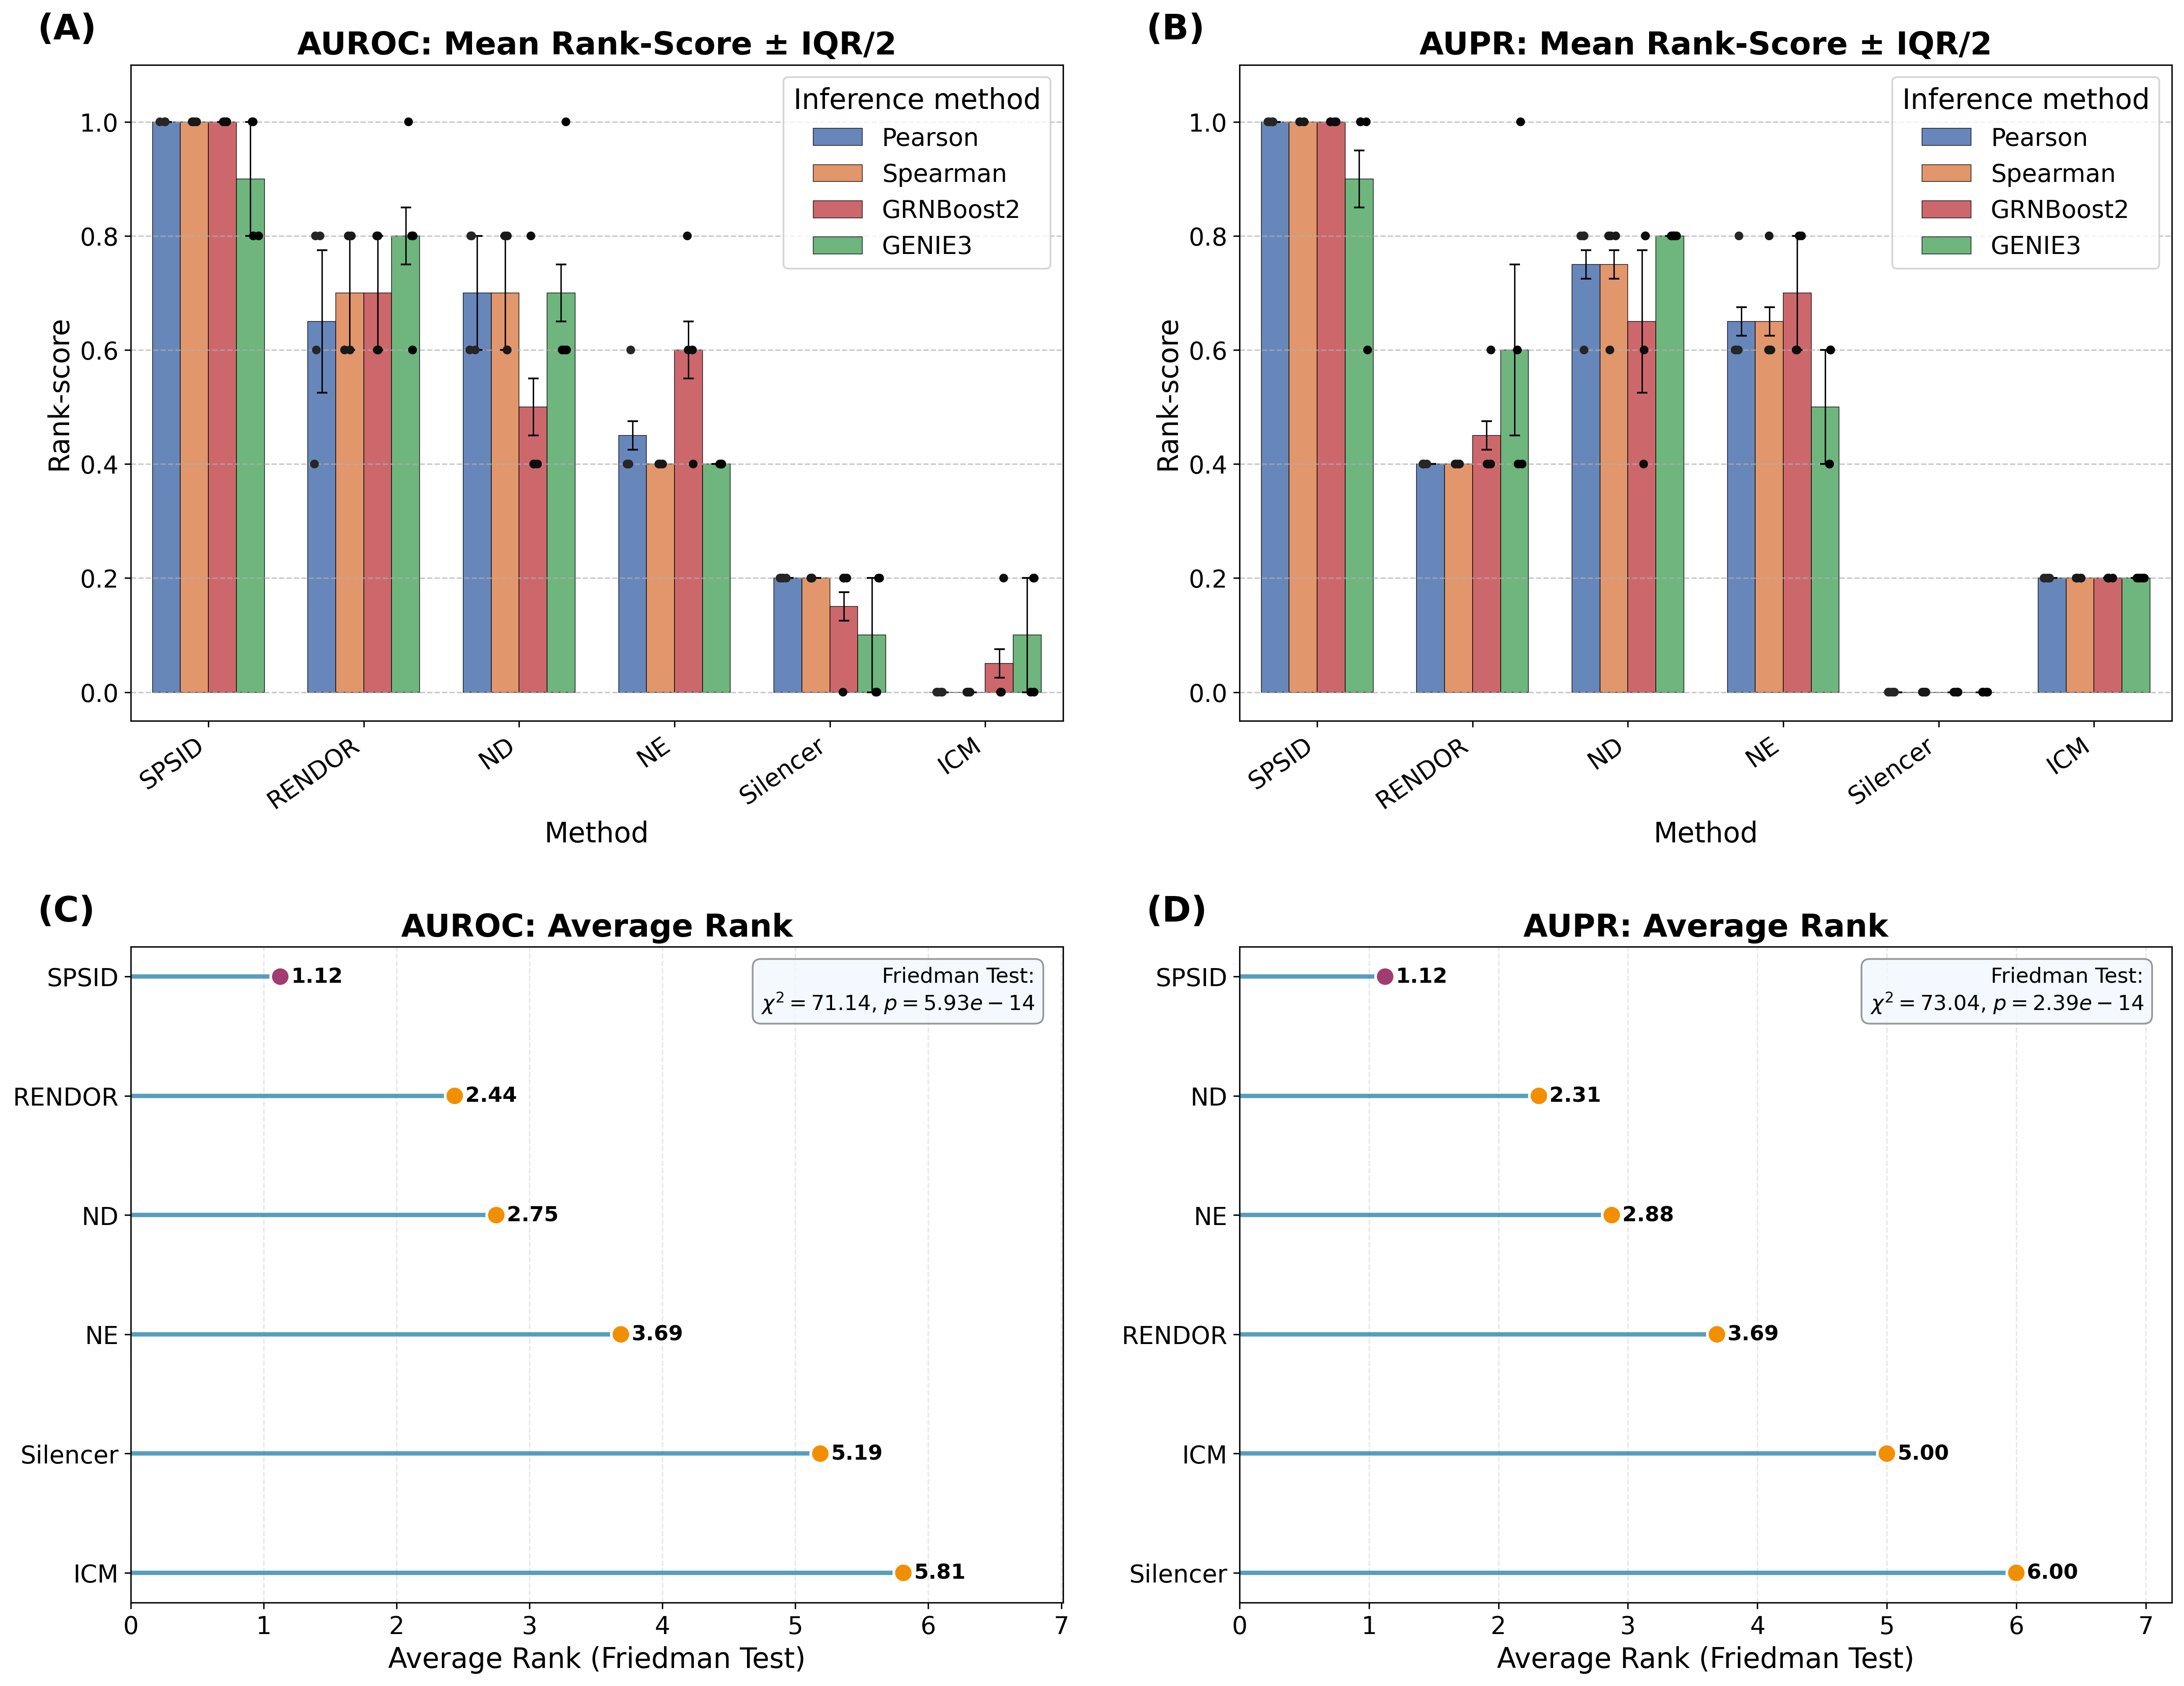 (A)
AUROC: Mean Rank-Score ± IQR/2
Rank-score
1.0
0.8
0.6
0.4
0.2
0.0
Inference method
Pearson
Spearman
GRNBoost2
GENIE3
SPSID
RENDOR
ND
NE
Silencer
ICM
Method
(B)
AUPR: Mean Rank-Score ± IQR/2
Rank-score
1.0
0.8
0.6
0.4
0.2
0.0
Inference method
Pearson
Spearman
GRNBoost2
GENIE3
SPSID
RENDOR
ND
NE
Silencer
ICM
Method
(C)
AUROC: Average Rank
Friedman Test:
χ² = 71.14, p = 5.93e − 14
SPSID 1.12
RENDOR 2.44
ND 2.75
NE 3.69
Silencer 5.19
ICM 5.81
0 1 2 3 4 5 6 7
Average Rank (Friedman Test)
(D)
AUPR: Average Rank
Friedman Test:
χ² = 73.04, p = 2.39e − 14
SPSID 1.12
ND 2.31
NE 2.88
RENDOR 3.69
ICM 5.00
Silencer 6.00
0 1 2 3 4 5 6 7
Average Rank (Friedman Test)